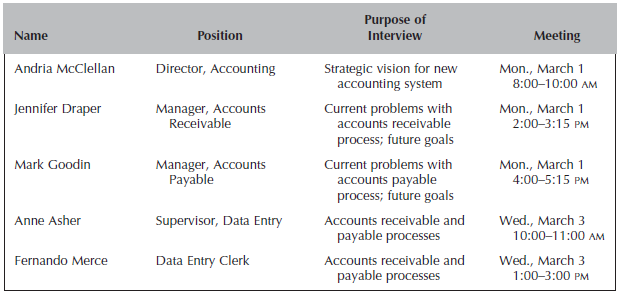 Purpose of
Name Position Interview Meeting
Andria McClellan Director, Accounting Strategic vision for new Mon., March 1
accounting system 8:00–10:00 AM
Jennifer Draper Manager, Accounts Current problems with Mon., March 1
Receivable accounts receivable 2:00–3:15 PM
process; future goals
Mark Goodin Manager, Accounts Current problems with Mon., March 1
Payable accounts payable 4:00–5:15 PM
process; future goals
Anne Asher Supervisor, Data Entry Accounts receivable and Wed., March 3
payable processes 10:00–11:00 AM
Fernando Merce Data Entry Clerk Accounts receivable and Wed., March 3
payable processes 1:00–3:00 PM